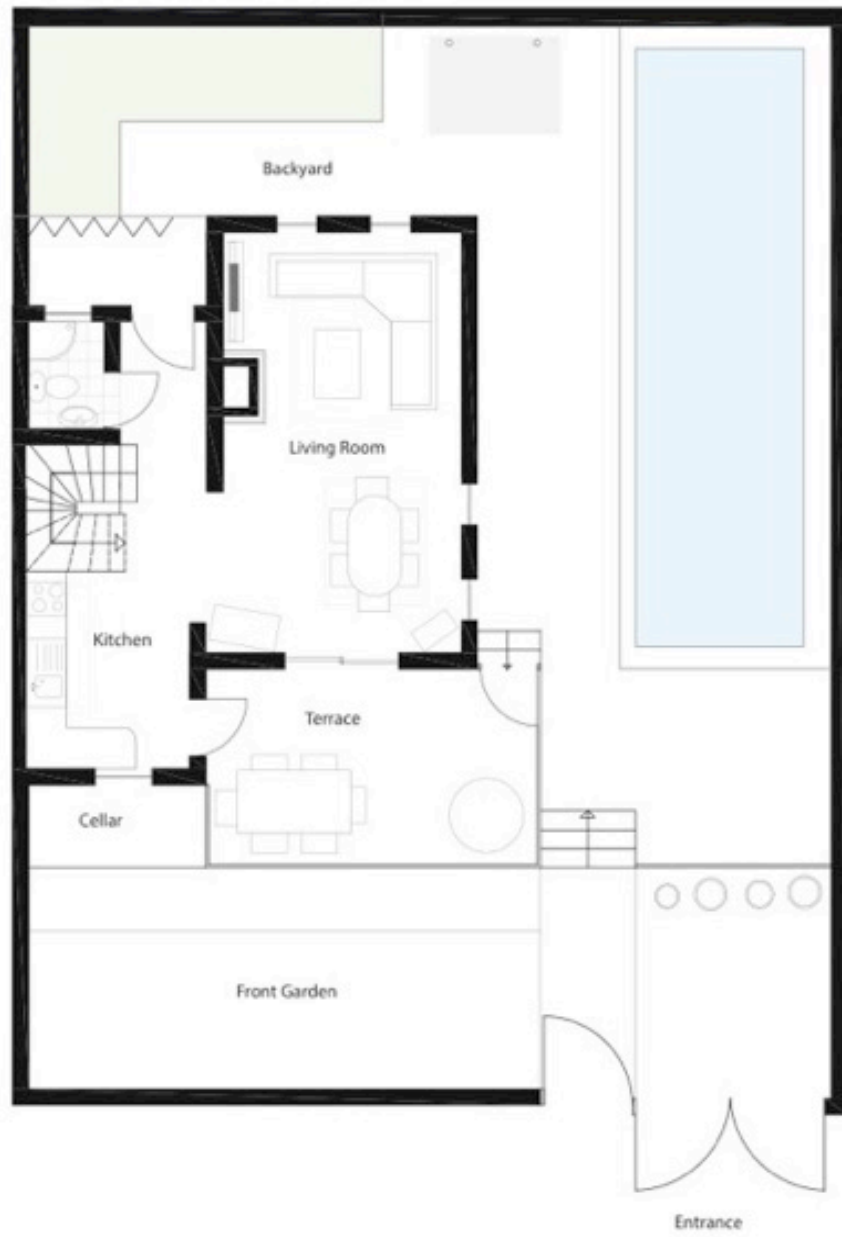 Backyard
Living Room
Kitchen
Terrace
Cellar
Front Garden
Entrance